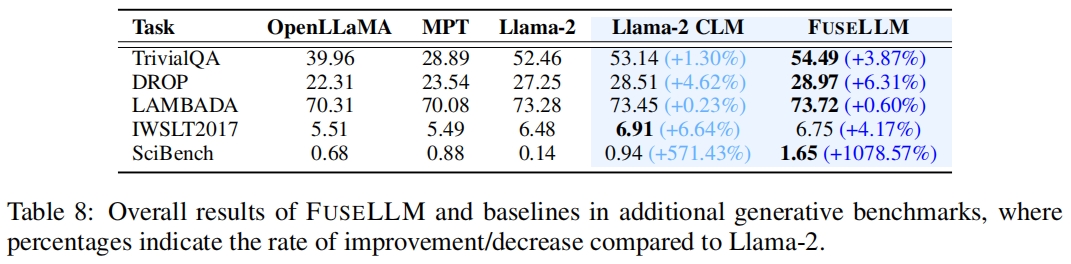 Task OpenLLaMA MPT Llama-2 Llama-2 CLM FUSELLM
TrivialQA 39.96 28.89 52.46 53.14 (+1.30%) 54.49 (+3.87%)
DROP 22.31 23.54 27.25 28.51 (+4.62%) 28.97 (+6.31%)
LAMBADA 70.31 70.08 73.28 73.45 (+0.23%) 73.72 (+0.60%)
IWSLT2017 5.51 5.49 6.48 6.91 (+6.64%) 6.75 (+4.17%)
SciBench 0.68 0.88 0.14 0.94 (+571.43%) 1.65 (+1078.57%)
Table 8: Overall results of FUSELLM and baselines in additional generative benchmarks, where
percentages indicate the rate of improvement/decrease compared to Llama-2.